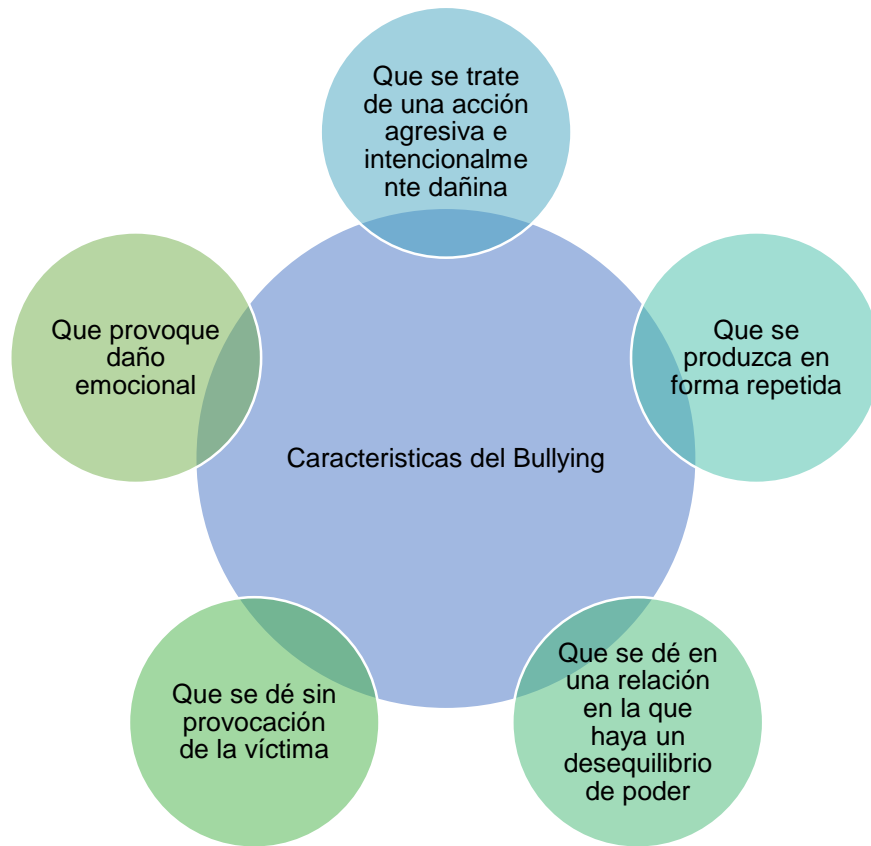 Que se trate
de una acción
agresiva e
intencionalme
nte dañina
Que se
produzca en
forma repetida
Que se dé en
una relación
en la que
haya un
desequilibrio
de poder
Que se dé sin
provocación
de la víctima
Que provoque
daño
emocional
Caracteristicas del Bullying